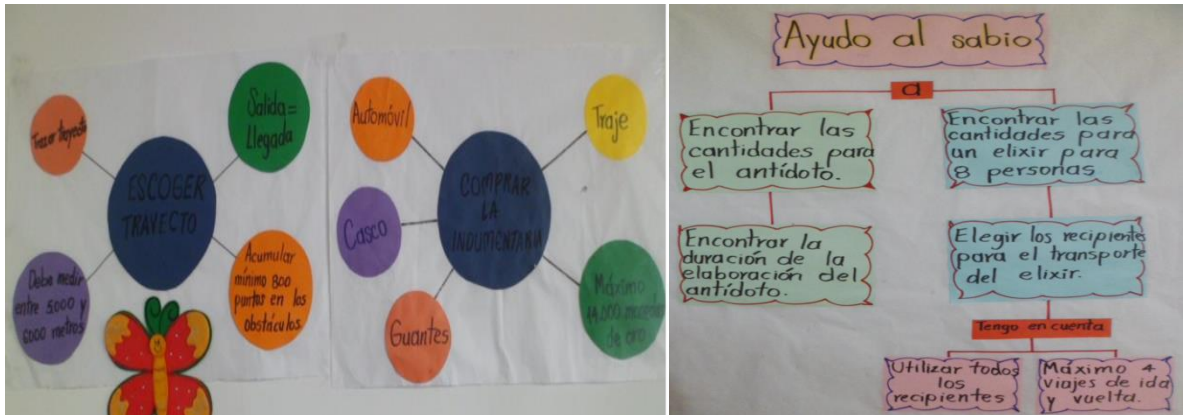 Trazar trayecto
Salida =
Llegada
ESCOGER
TRAYECTO
Debe medir
entre 5.000 y
6.000 metros
Acumular
mínimo 800
puntos en los
obstáculos.
Automóvil
Traje
COMPRAR
LA
INDUMENTARIA
Casco
Guantes
Máximo
monedas
de oro
Ayudo al sabio
a
Encontrar las
cantidades para
el antídoto.
Encontrar la
duración de la
elaboración del
antídoto.
Encontrar las
cantidades para
un elixir para
8 personas.
Elegir los recipientes
para el transporte
del elixir.
Tengo en cuenta
Utilizar todos
los
recipientes
Máximo 4
viajes de ida
y vuelta.